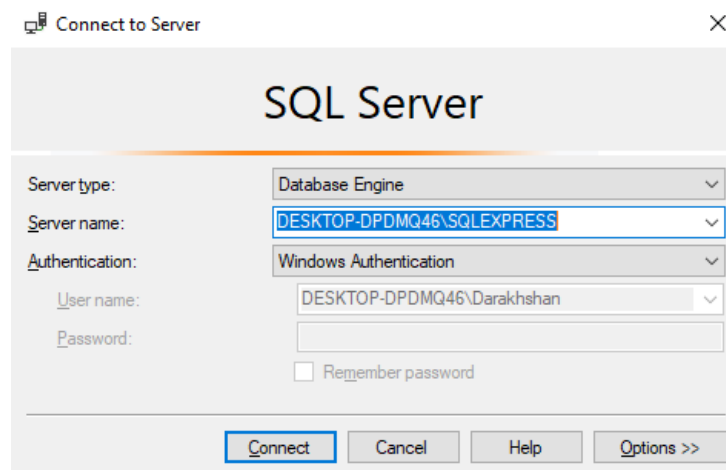 Connect to Server
SQL Server
Server type: Database Engine
Server name: DESKTOP-DPDMQ46\SQLEXPRESS
Authentication: Windows Authentication
User name: DESKTOP-DPDMQ46\Darakhshan
Password:
Remember password
Connect Cancel Help Options >>